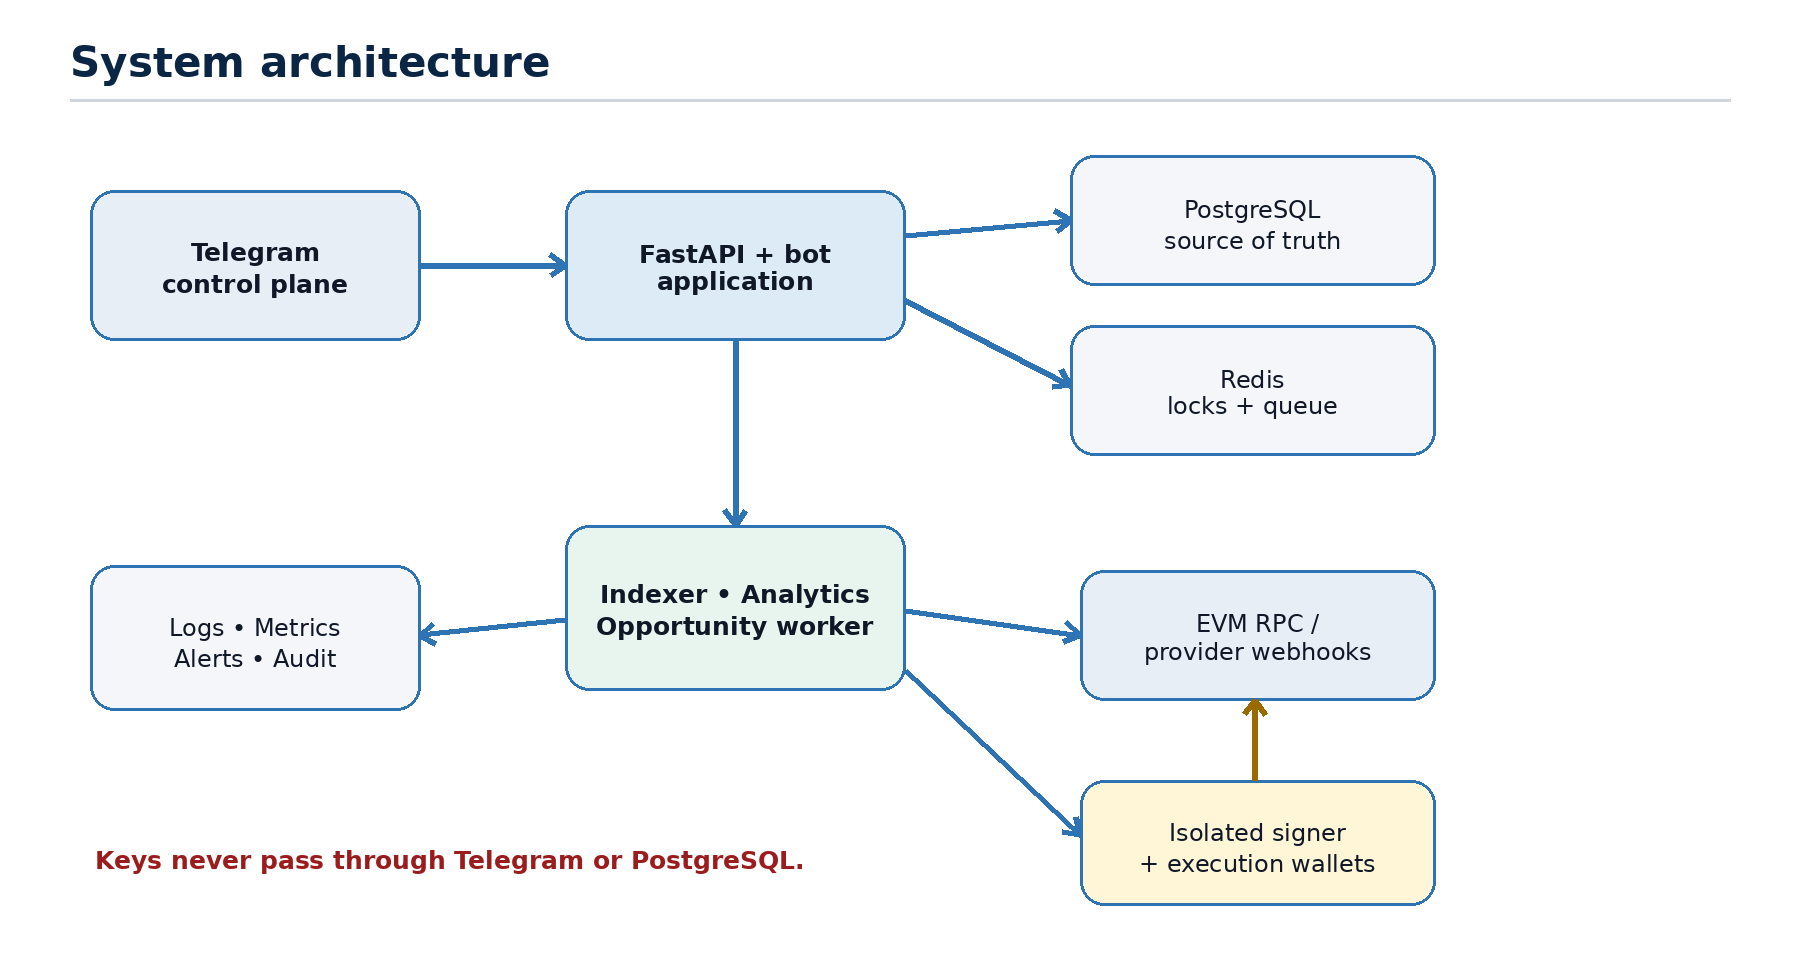 System architecture
Telegram
control plane
FastAPI + bot
application
PostgreSQL
source of truth
Redis
locks + queue
Logs • Metrics
Alerts • Audit
Indexer • Analytics
Opportunity worker
EVM RPC /
provider webhooks
Isolated signer
+ execution wallets
Keys never pass through Telegram or PostgreSQL.